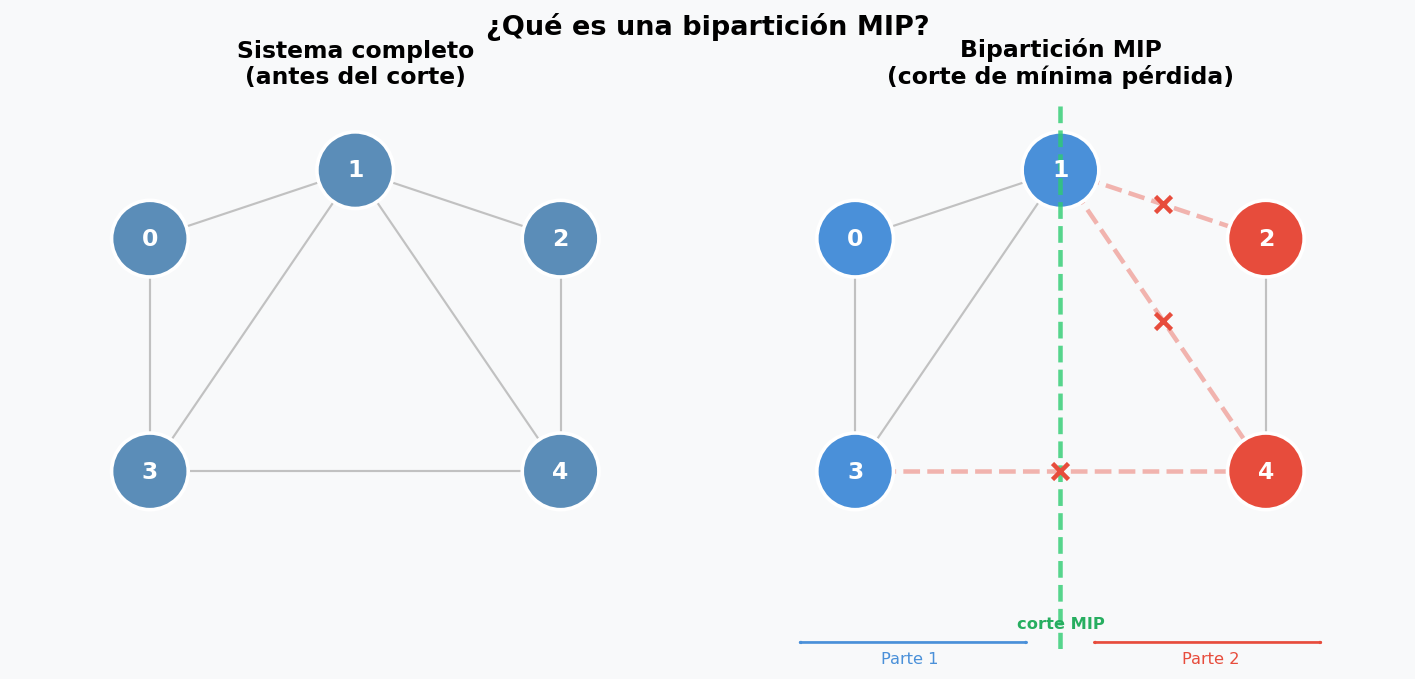 ¿Qué es una bipartición MIP?
Sistema completo
(antes del corte)
1
0
2
3
4
Bipartición MIP
(corte de mínima pérdida)
1
0
2
3
4
corte MIP
Parte 1
Parte 2